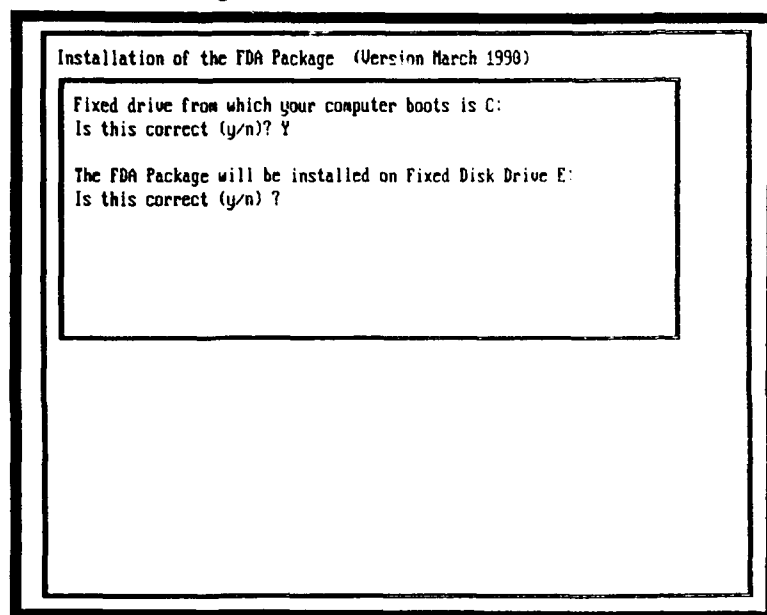 Installation of the FDA Package (Version March 1990)
Fixed drive from which your computer boots is C:
Is this correct (y/n)? Y
The FDA Package will be installed on Fixed Disk Drive E:
Is this correct (y/n) ?